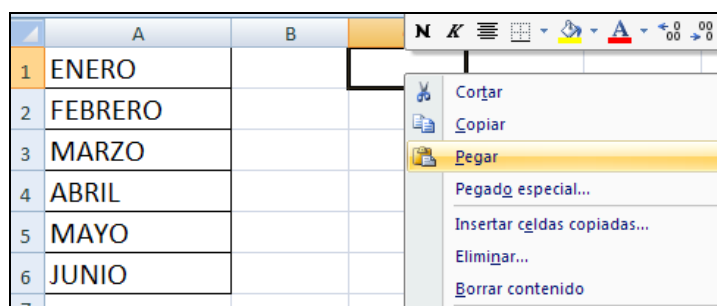 A B N K A
1 ENERO
2 FEBRERO
3 MARZO
4 ABRIL
5 MAYO
6 JUNIO
Cortar
Copiar
Pegar
Pegado especial...
Insertar celdas copiadas...
Eliminar...
Borrar contenido